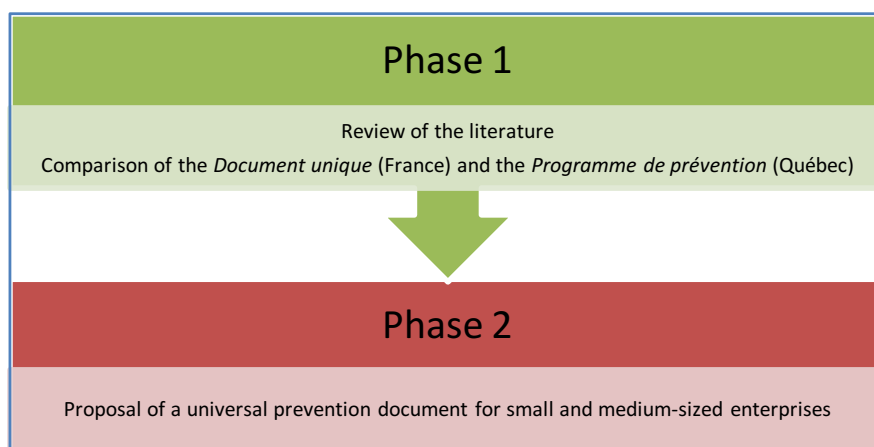 Phase 1
Review of the literature
Comparison of the Document unique (France) and the Programme de prévention (Québec)
Phase 2
Proposal of a universal prevention document for small and medium-sized enterprises